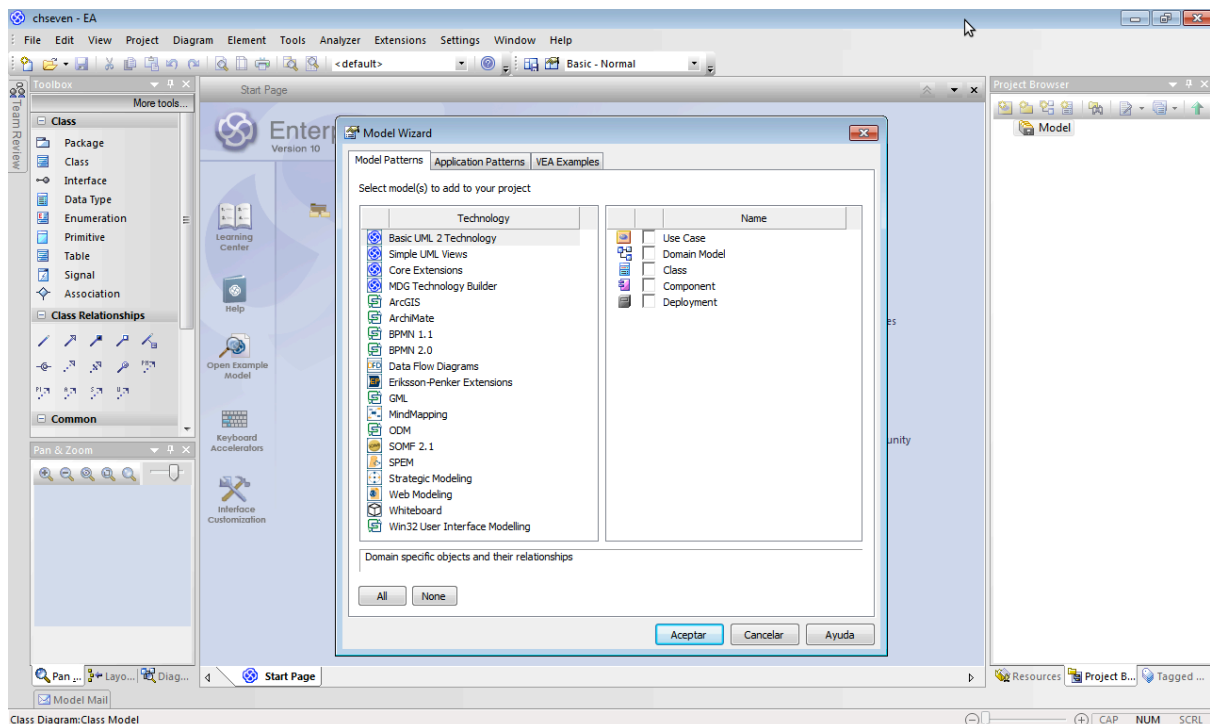 chseven - EA
File Edit View Project Diagram Element Tools Analyzer Extensions Settings Window Help
<default> Basic - Normal
Toolbox
Start Page
Project Browser
Team Review
More tools...
Class
Package
Class
Interface
Data Type
Enumeration
Primitive
Table
Signal
Association
Class Relationships
Common
Pan & Zoom
Pan ... Layo... Diag...
Enterp
Version 10
Learning
Center
Help
Open Example
Model
Keyboard
Accelerators
Interface
Customization
es
unity
Model Wizard
Model Patterns Application Patterns VEA Examples
Select model(s) to add to your project
Technology
Basic UML 2 Technology
Simple UML Views
Core Extensions
MDG Technology Builder
ArcGIS
ArchiMate
BPMN 1.1
BPMN 2.0
Data Flow Diagrams
Eriksson-Penker Extensions
GML
MindMapping
ODM
SOMF 2.1
SPEM
Strategic Modeling
Web Modeling
Whiteboard
Win32 User Interface Modelling
Name
Use Case
Domain Model
Class
Component
Deployment
Domain specific objects and their relationships
All None
Aceptar Cancelar Ayuda
Model
Start Page
Resources Project B... Tagged ...
Model Mail
Class Diagram:Class Model
CAP NUM SCRL